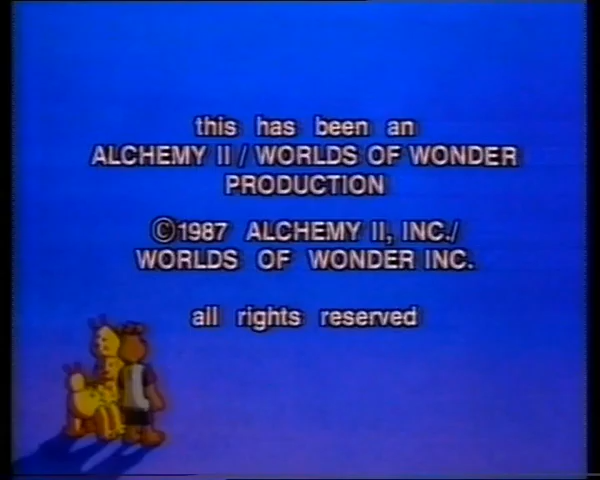 this has been an
ALCHEMY II / WORLDS OF WONDER
PRODUCTION
©1987 ALCHEMY II, INC./
WORLDS OF WONDER INC.
all rights reserved